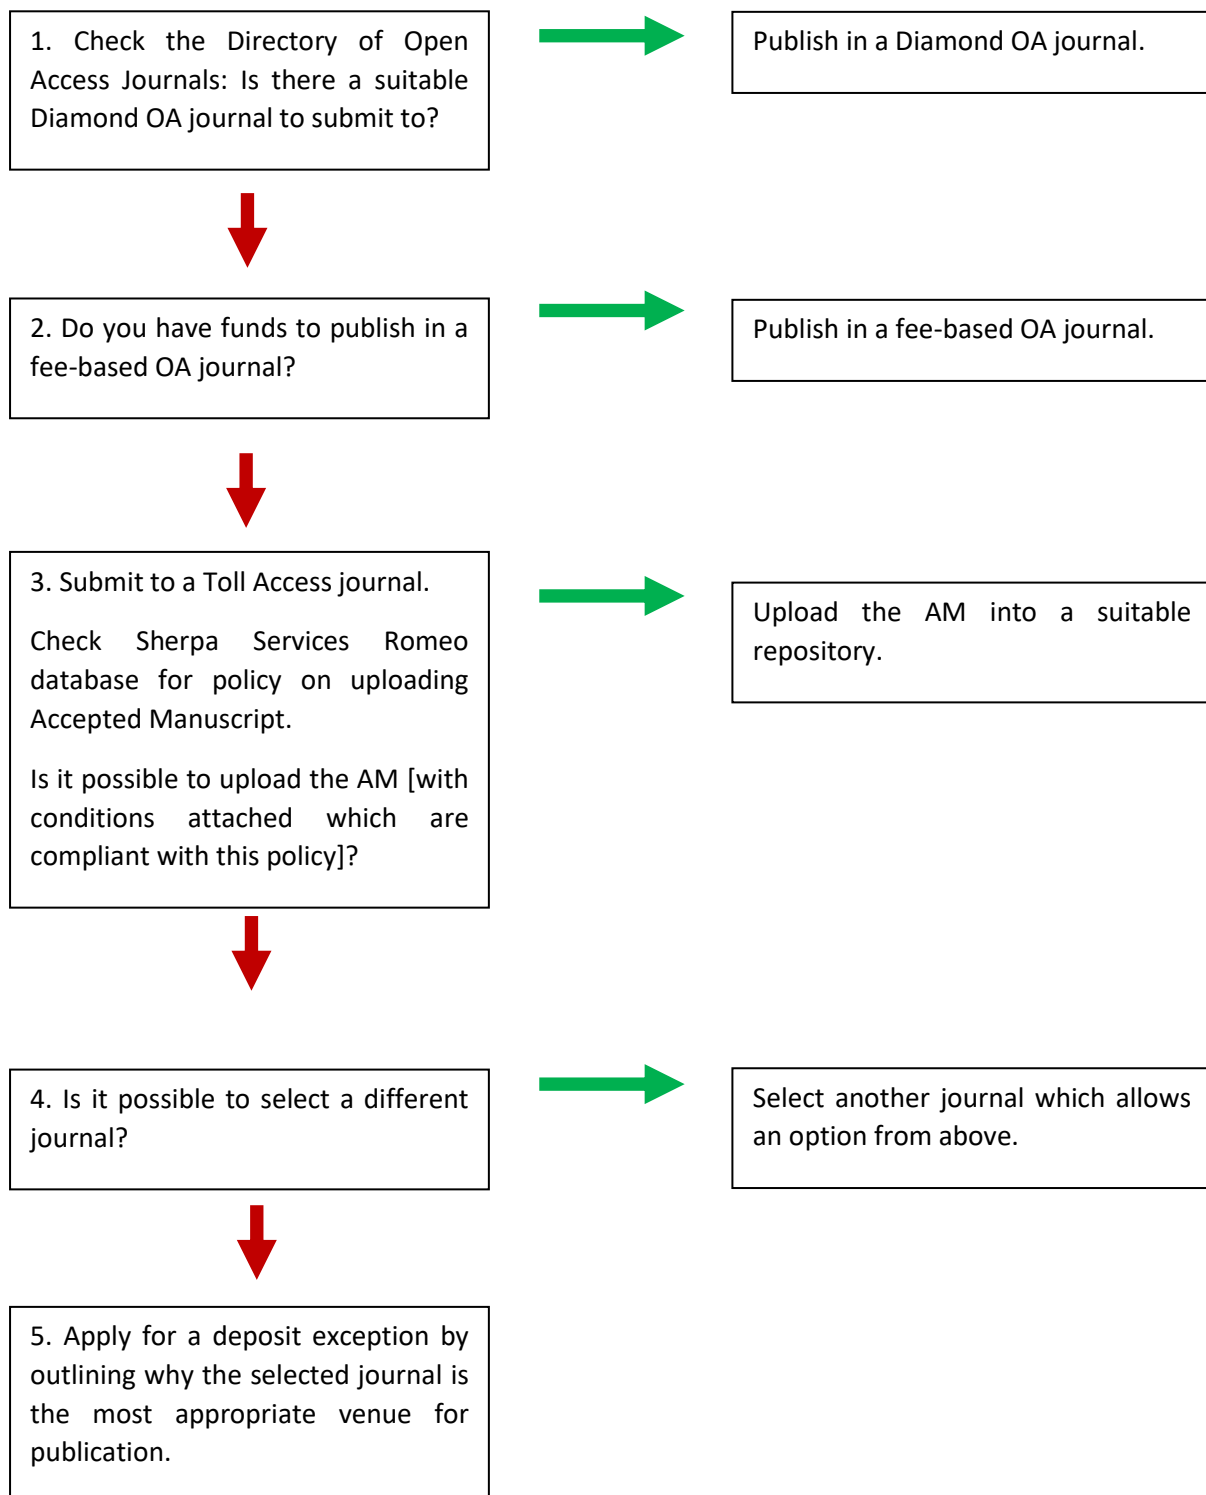 1. Check the Directory of Open
Access Journals: Is there a suitable
Diamond OA journal to submit to?
Publish in a Diamond OA journal.
2. Do you have funds to publish in a
fee-based OA journal?
Publish in a fee-based OA journal.
3. Submit to a Toll Access journal.
Check Sherpa Services Romeo
database for policy on uploading
Accepted Manuscript.
Is it possible to upload the AM [with
conditions attached which are
compliant with this policy]?
Upload the AM into a suitable
repository.
4. Is it possible to select a different
journal?
Select another journal which allows
an option from above.
5. Apply for a deposit exception by
outlining why the selected journal is
the most appropriate venue for
publication.